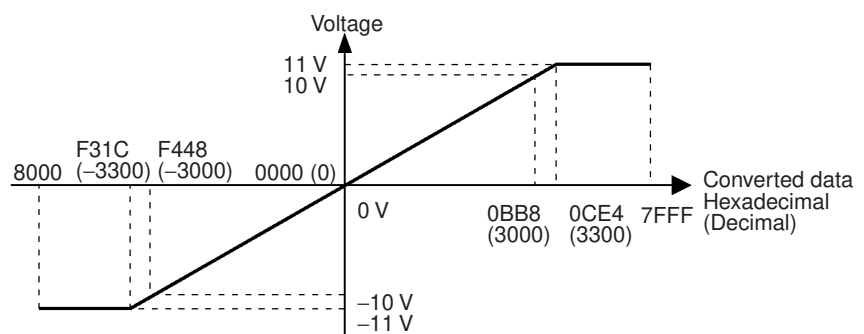 Voltage
11 V
10 V
F31C
(–3300)
F448
(–3000)
8000
0000 (0)
Converted data
Hexadecimal
(Decimal)
0 V
0BB8
(3000)
0CE4
(3300)
7FFF
–10 V
–11 V